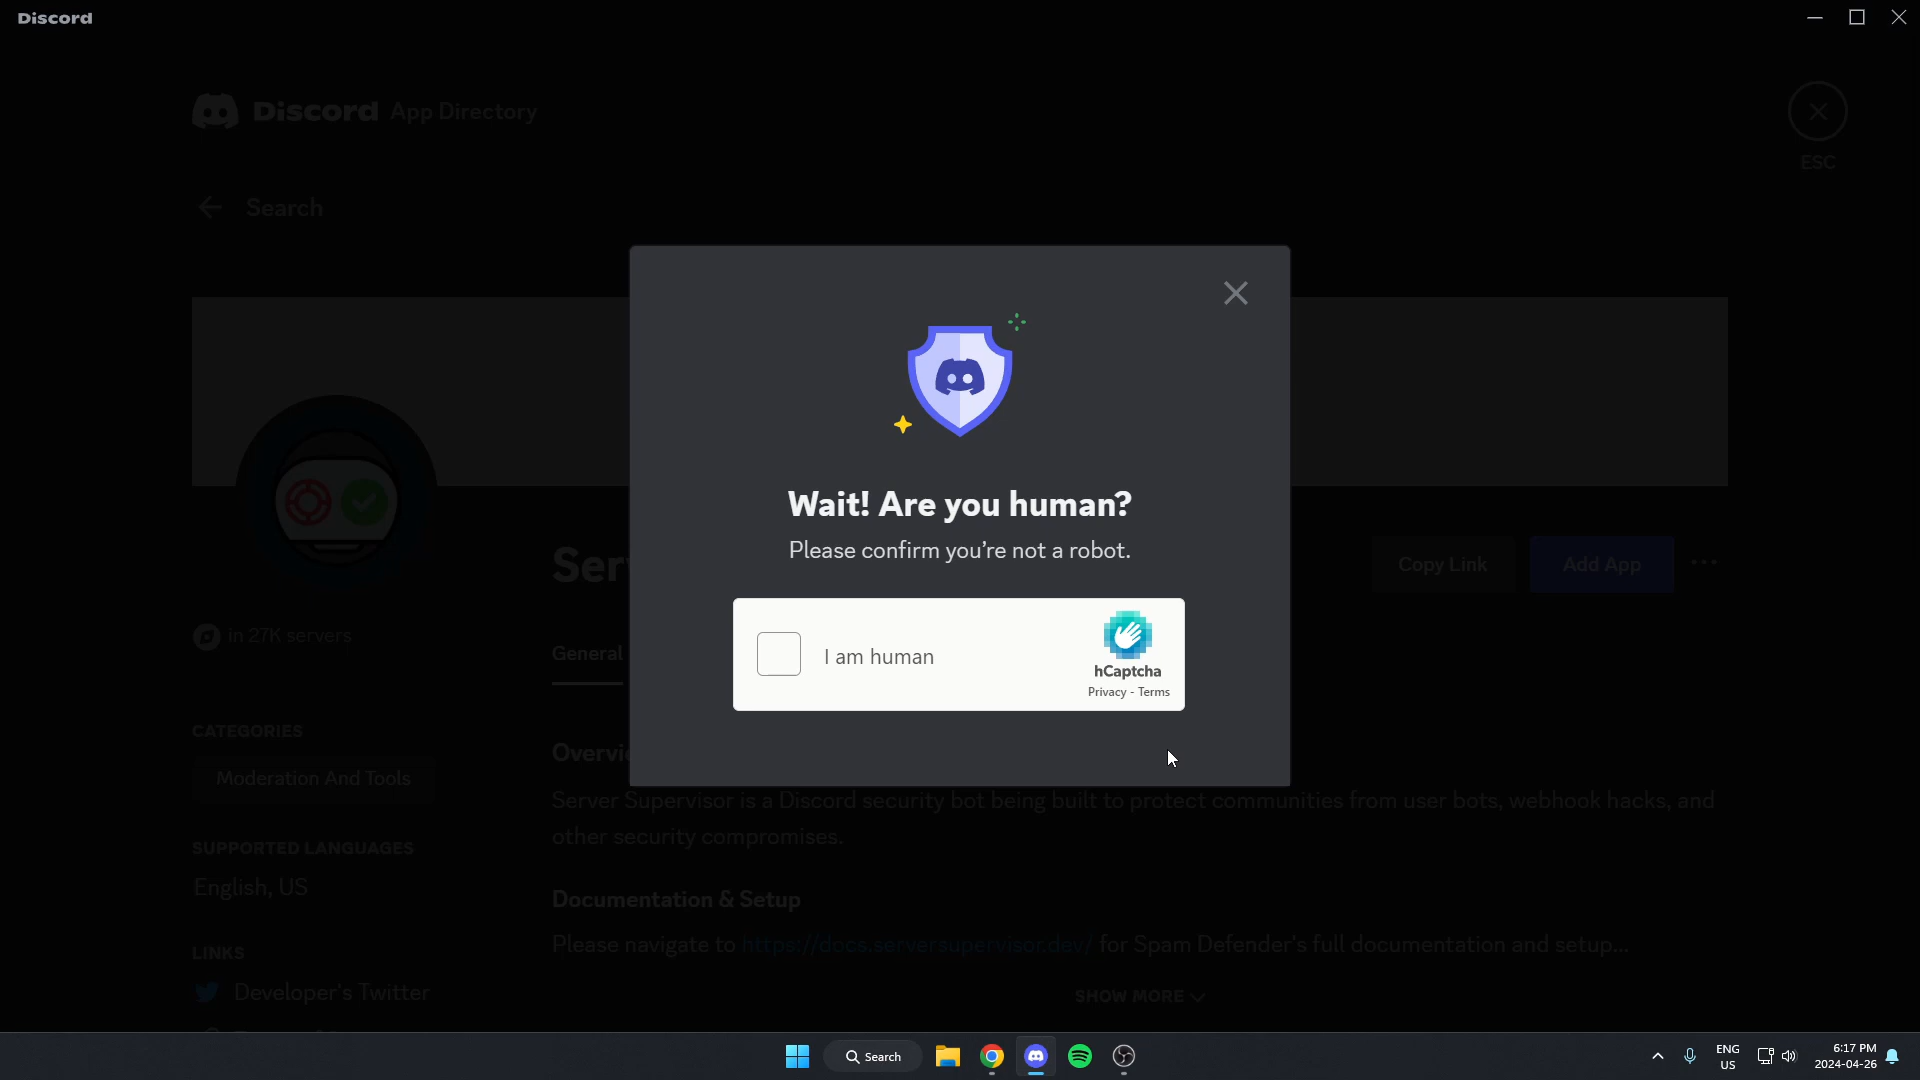 Discord
Discord App Directory
ESC
Search
Wait! Are you human?
Please confirm you're not a robot.
Ser
Copy Link
Add App
in 27K servers
General
I am human
hCaptcha
Privacy - Terms
CATEGORIES
Moderation And Tools
Server Supervisor is a Discord security bot being built to protect communities from user bots, webhook hacks, and
other security compromises.
SUPPORTED LANGUAGES
English, US
Documentation & Setup
Please navigate to https://docs.serversupervisor.dev/ for Spam Defender's full documentation and setup...
LINKS
Developer's Twitter
SHOW MORE
Search
ENG
US
6:17 PM
2024-04-26